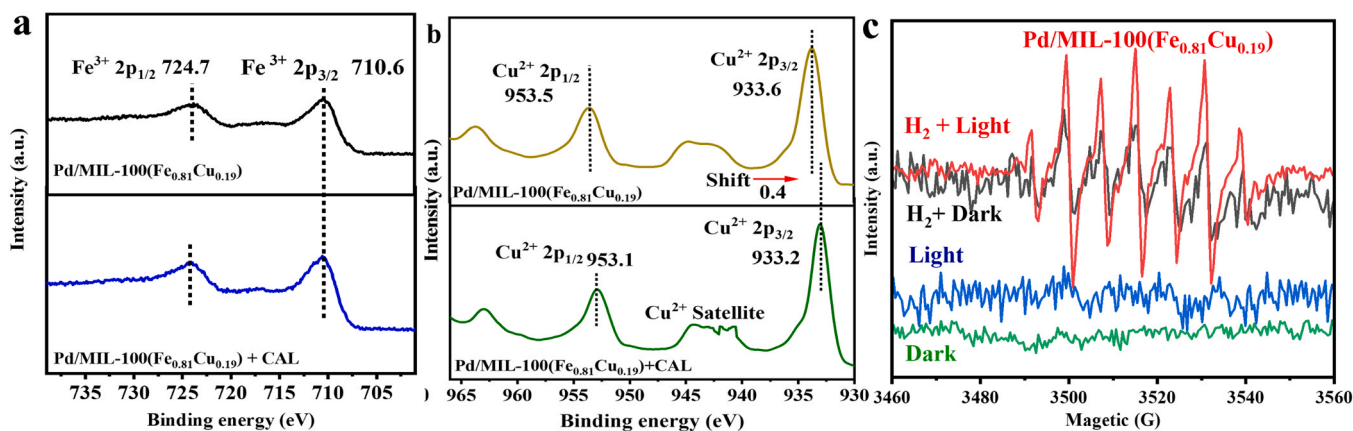 a
Fe³⁺ 2p₁/₂ 724.7 Fe³⁺ 2p₃/₂ 710.6
Pd/MIL-100(Fe₀.₈₁Cu₀.₁₉)
Pd/MIL-100(Fe₀.₈₁Cu₀.₁₉) + CAL
Intensity (a.u.)
735 730 725 720 715 710 705
Binding energy (eV)
b
Cu²⁺ 2p₁/₂
953.5
Cu²⁺ 2p₃/₂
933.6
Shift
0.4
Pd/MIL-100(Fe₀.₈₁Cu₀.₁₉)
Cu²⁺ 2p₁/₂ 953.1
Cu²⁺ 2p₃/₂
933.2
Cu²⁺ Satellite
Pd/MIL-100(Fe₀.₈₁Cu₀.₁₉)+CAL
Intensity (a.u.)
965 960 955 950 945 940 935 930
Binding energy (eV)
c
Pd/MIL-100(Fe₀.₈₁Cu₀.₁₉)
H₂ + Light
H₂+ Dark
Light
Dark
Intensity (a.u.)
3460 3480 3500 3520 3540 3560
Magetic (G)